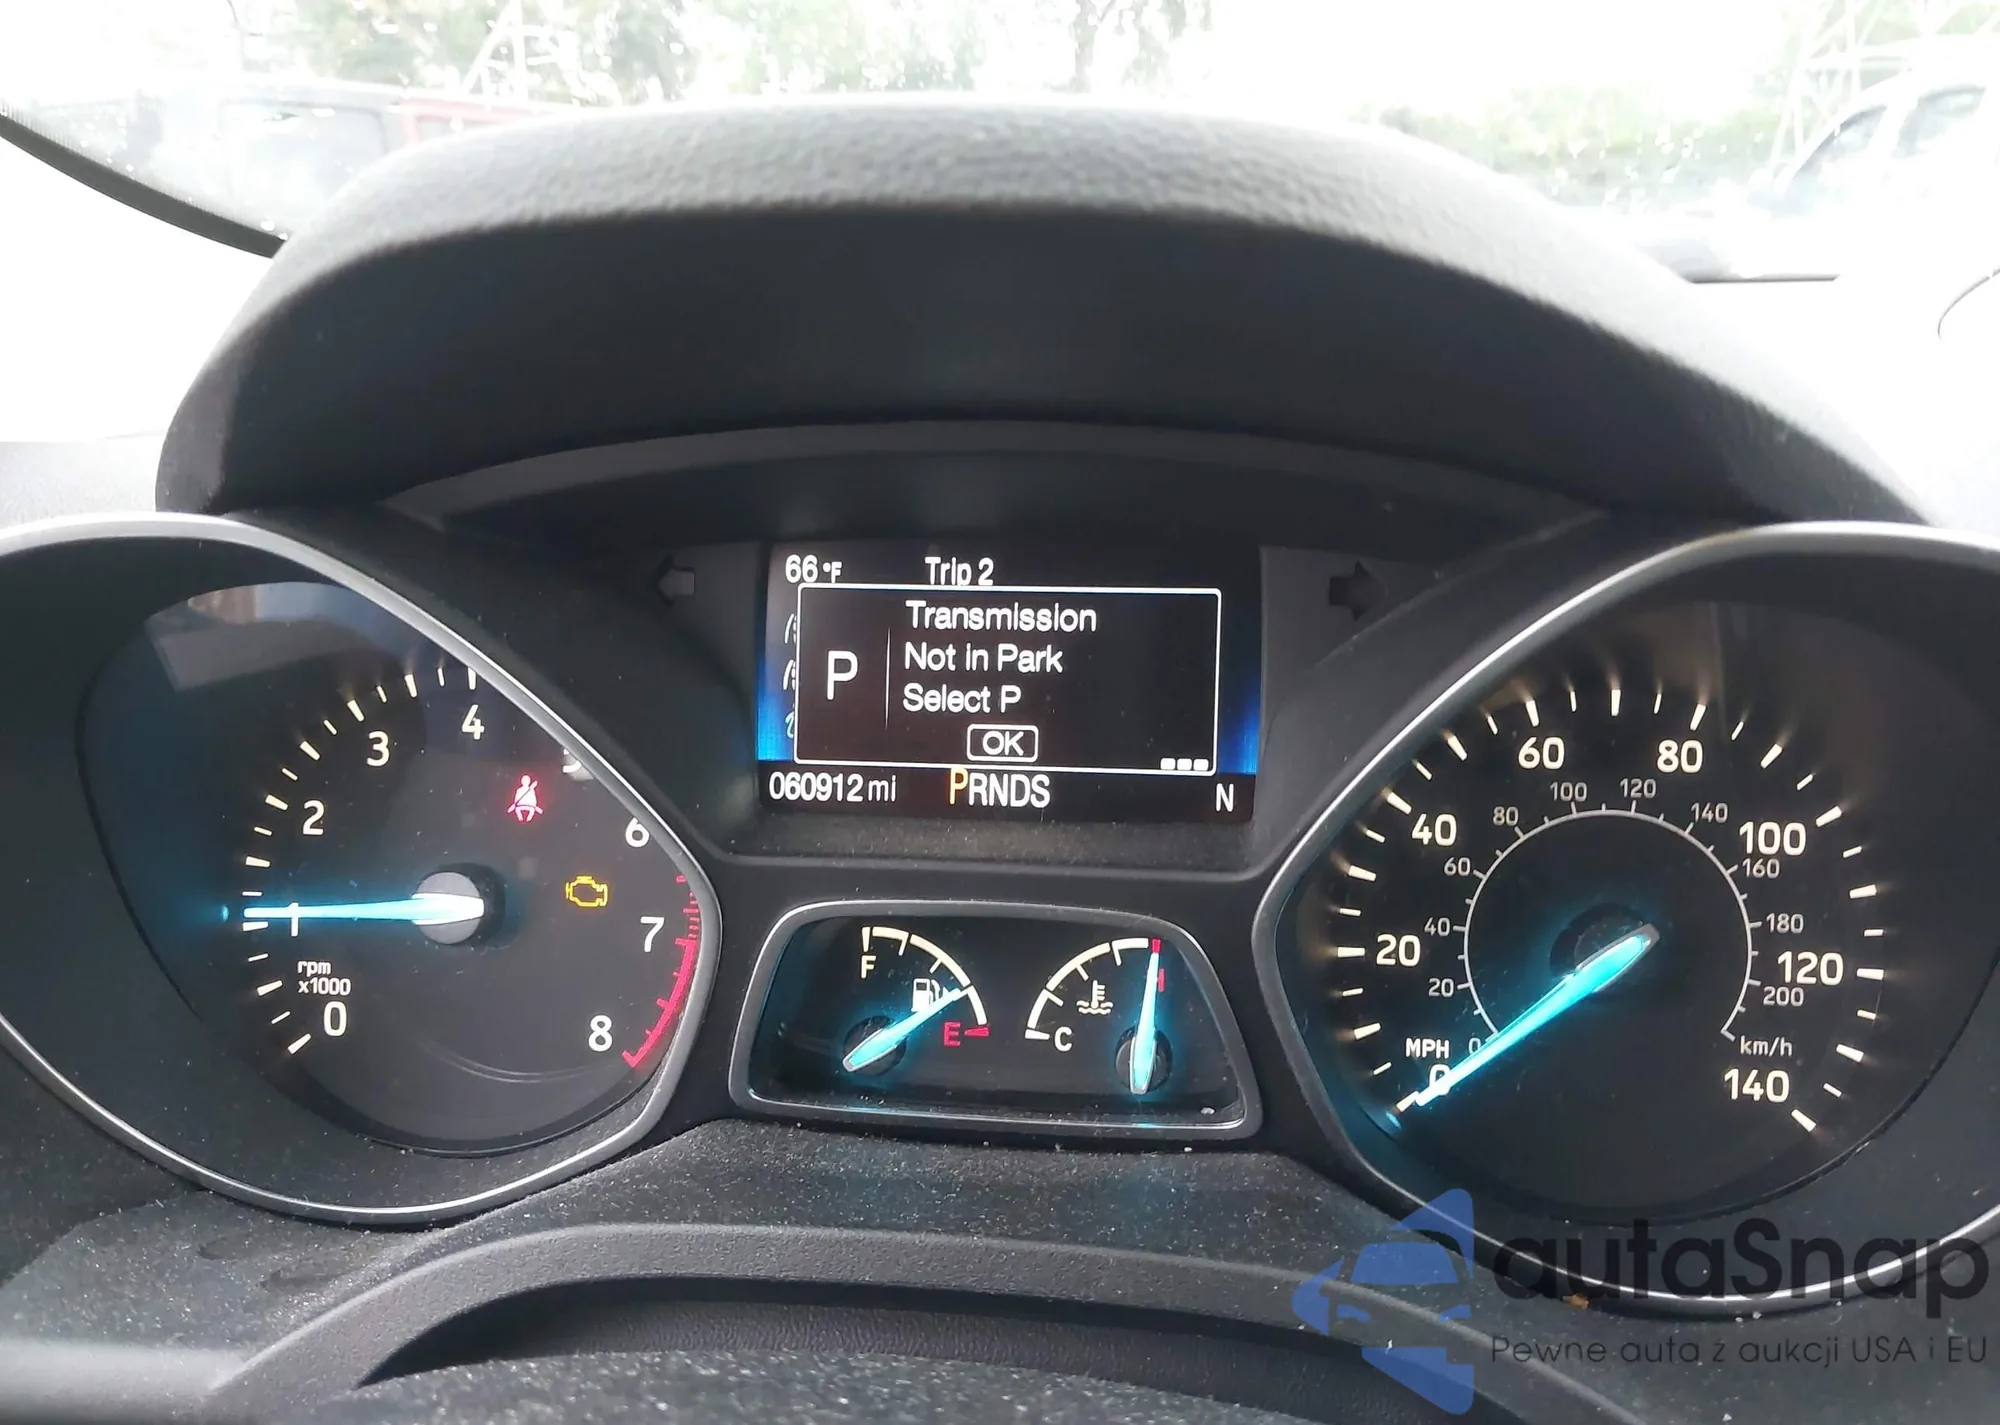 66°F Trip 2
Transmission
P
Not in Park
Select P
OK
060912 mi PRNDS N
0
1
2
3
4
5
6
7
8
rpm
x1000
F
E
C
H
0
20
40
60
80
100
120
140
MPH
0
20
40
60
80
100
120
140
160
180
200
km/h
autaSnap
Pewne auta z aukcji USA i EU